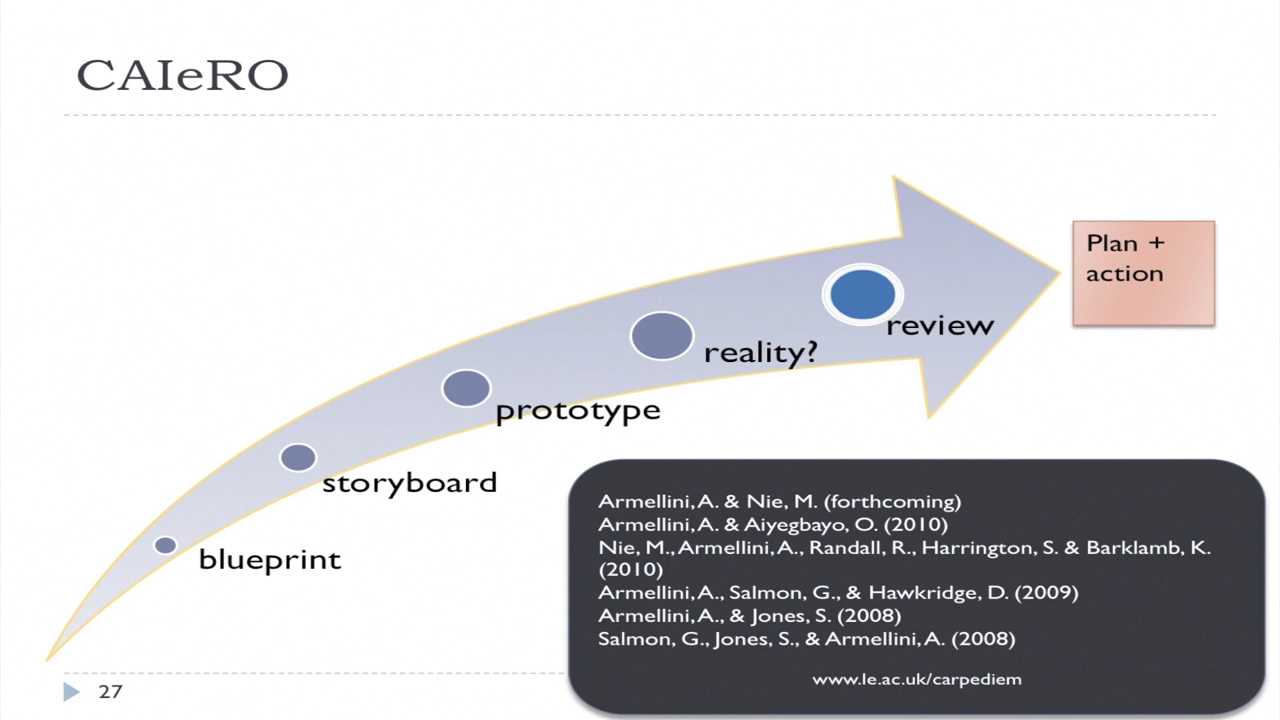 CAIeRO
Plan +
action
review
reality?
prototype
storyboard
blueprint
Armellini, A. & Nie, M. (forthcoming)
Armellini, A. & Aiyegbayo, O. (2010)
Nie, M., Armellini, A., Randall, R., Harrington, S. & Barklamb, K.
(2010)
Armellini, A., Salmon, G., & Hawkridge, D. (2009)
Armellini, A., & Jones, S. (2008)
Salmon, G., Jones, S., & Armellini, A. (2008)
www.le.ac.uk/carpediem
27